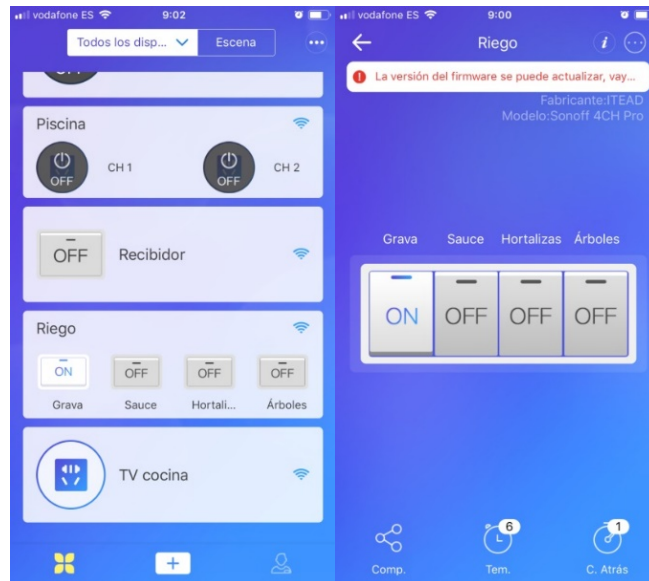 vodafone ES 9:02
Todos los disp... Escena
OFF
Piscina
OFF CH 1 OFF CH 2
OFF Recibidor
Riego
ON OFF OFF OFF
Grava Sauce Hortali... Árboles
TV cocina
vodafone ES 9:00
Riego
La versión del firmware se puede actualizar, vay...
Fabricante:ITEAD
Modelo:Sonoff 4CH Pro
Grava Sauce Hortalizas Árboles
ON OFF OFF OFF
6 1
Comp. Tem. C. Atrás